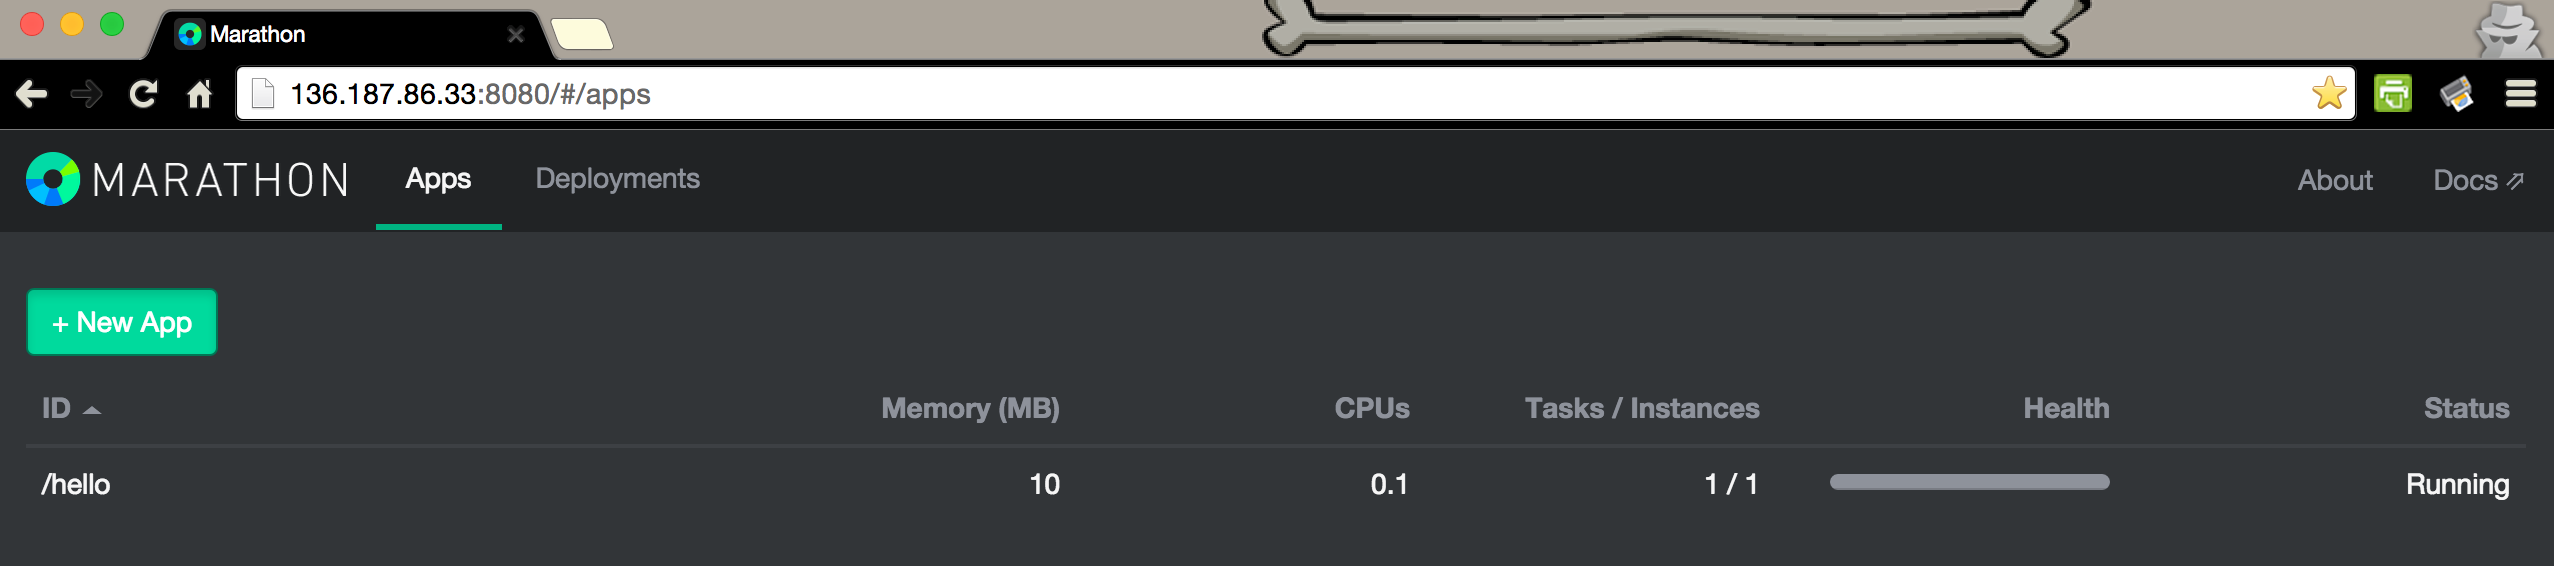 Marathon
136.187.86.33:8080/#/apps
MARATHON Apps Deployments About Docs
+ New App
ID Memory (MB) CPUs Tasks / Instances Health Status
/hello 10 0.1 1 / 1 Running